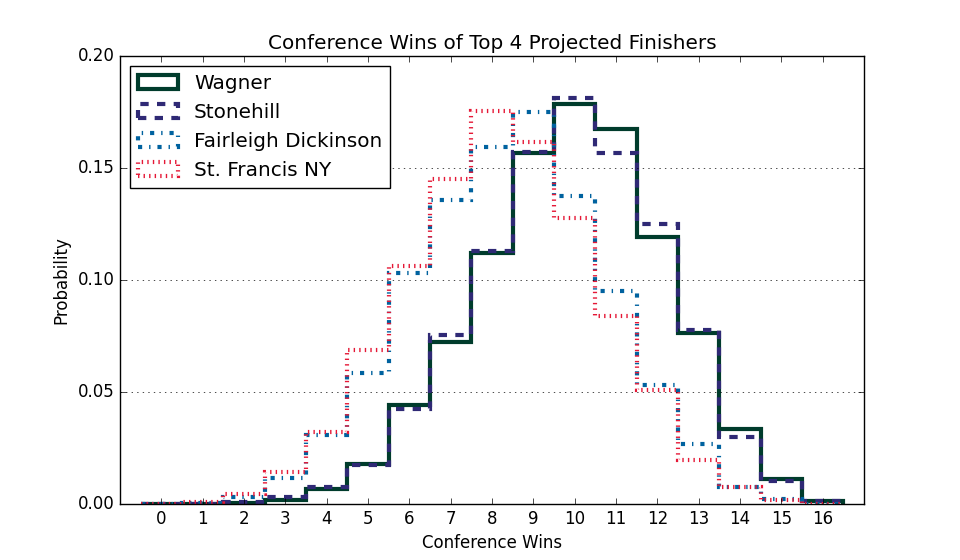 Conference Wins of Top 4 Projected Finishers
0.20
0.15
0.10
0.05
0.00
Probability
Wagner
Stonehill
Fairleigh Dickinson
St. Francis NY
0 1 2 3 4 5 6 7 8 9 10 11 12 13 14 15 16
Conference Wins